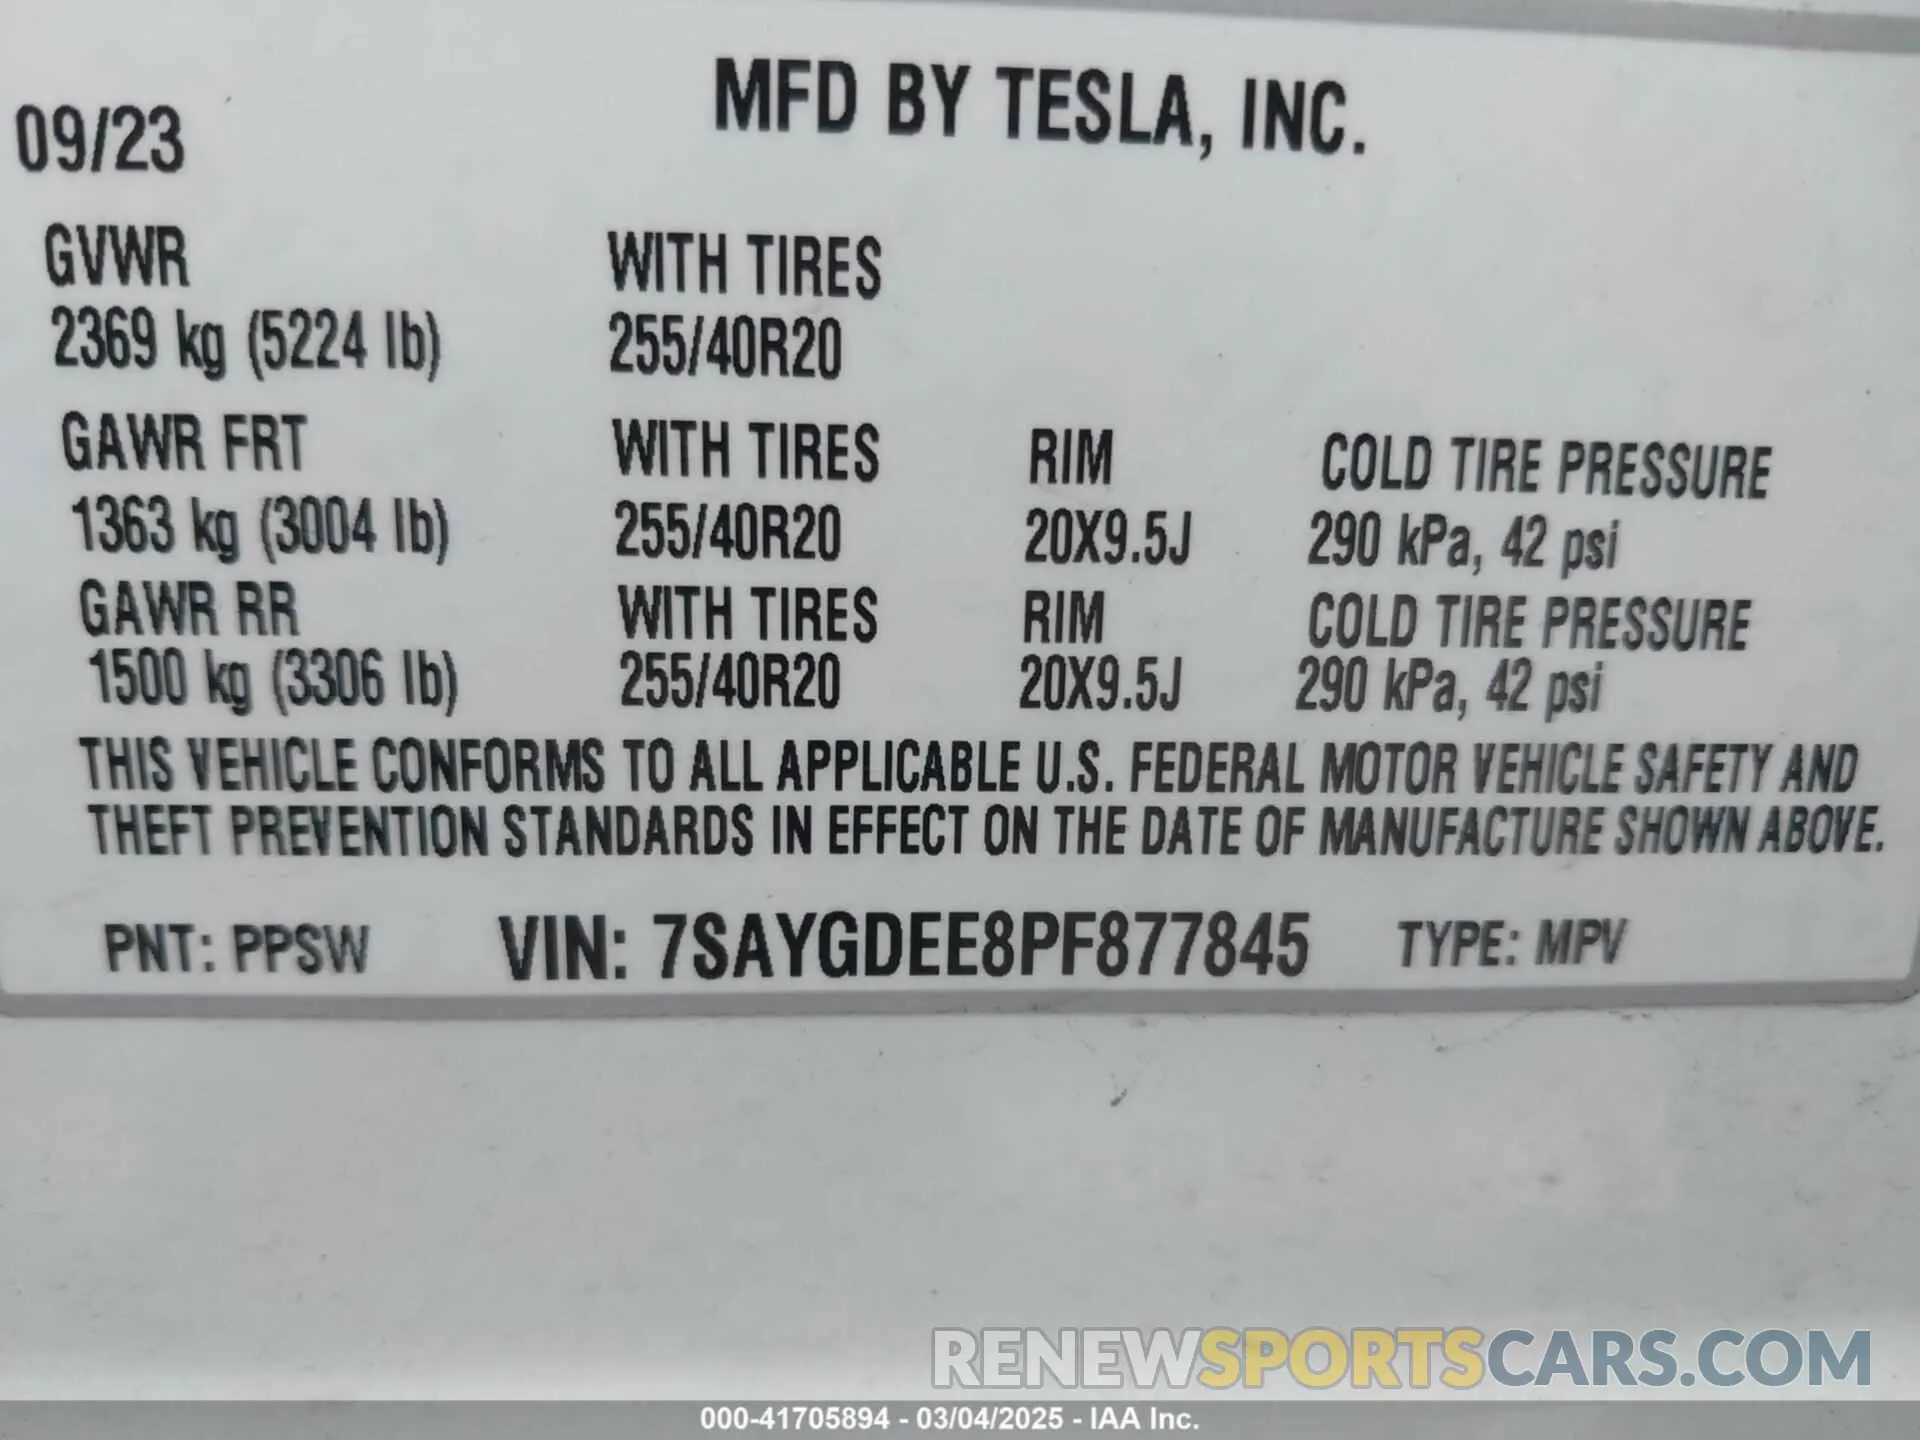 MFD BY TESLA, INC.
09/23
GVWR WITH TIRES
2369 kg (5224 lb) 255/40R20
GAWR FRT WITH TIRES RIM COLD TIRE PRESSURE
1363 kg (3004 lb) 255/40R20 20X9.5J 290 kPa, 42 psi
GAWR RR WITH TIRES RIM COLD TIRE PRESSURE
1500 kg (3306 lb) 255/40R20 20X9.5J 290 kPa, 42 psi
THIS VEHICLE CONFORMS TO ALL APPLICABLE U.S. FEDERAL MOTOR VEHICLE SAFETY AND
THEFT PREVENTION STANDARDS IN EFFECT ON THE DATE OF MANUFACTURE SHOWN ABOVE.
PNT: PPSW VIN: 7SAYGDEE8PF877845 TYPE: MPV
RENEWSPORTSCARS.COM
000-41705894 - 03/04/2025 - IAA Inc.